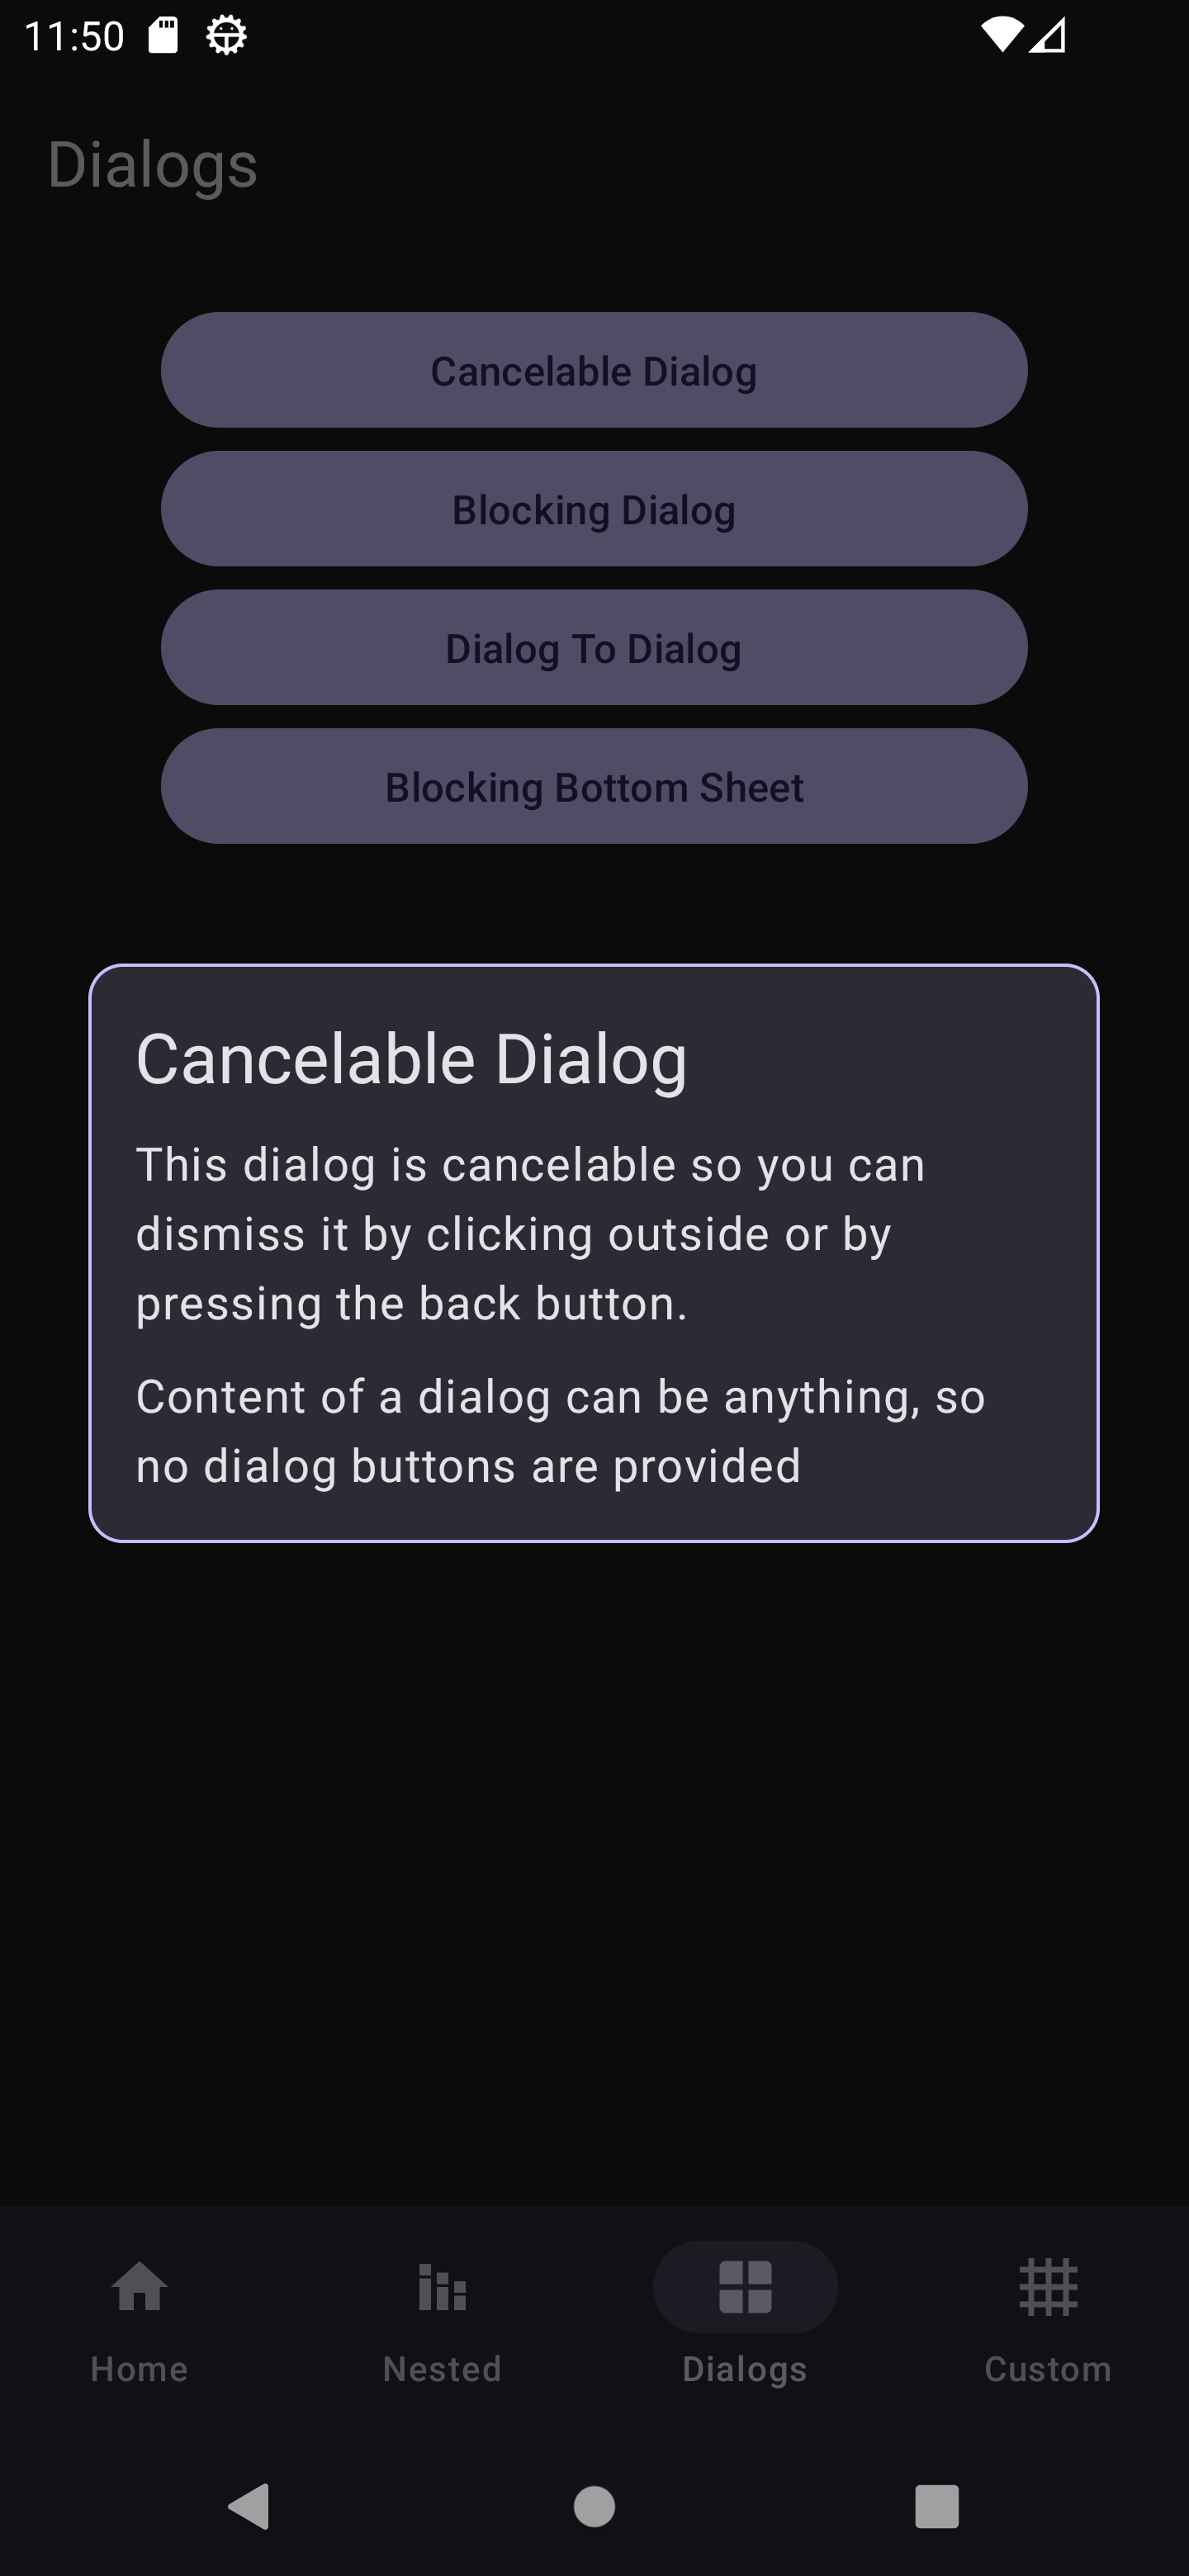 11:50
Dialogs
Cancelable Dialog
Blocking Dialog
Dialog To Dialog
Blocking Bottom Sheet
Cancelable Dialog
This dialog is cancelable so you can
dismiss it by clicking outside or by
pressing the back button.
Content of a dialog can be anything, so
no dialog buttons are provided
Home
Nested
Dialogs
Custom